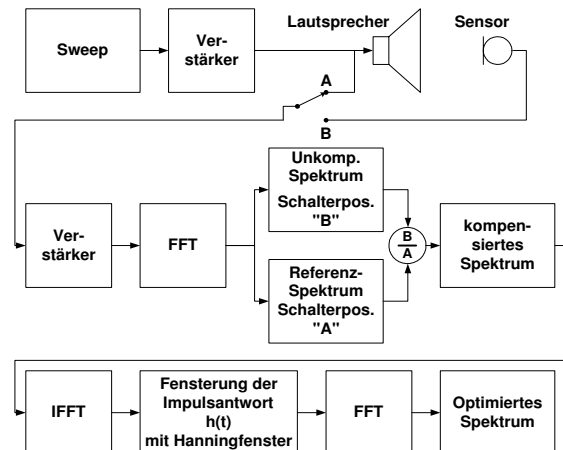 Lautsprecher
Sensor
Sweep
Ver-
stärker
A
B
Unkomp.
Spektrum
Schalterpos.
"B"
Ver-
stärker
FFT
B
A
kompen-
siertes
Spektrum
Referenz-
Spektrum
Schalterpos.
"A"
IFFT
Fensterung der
Impulsantwort
h(t)
mit Hanningfenster
FFT
Optimiertes
Spektrum